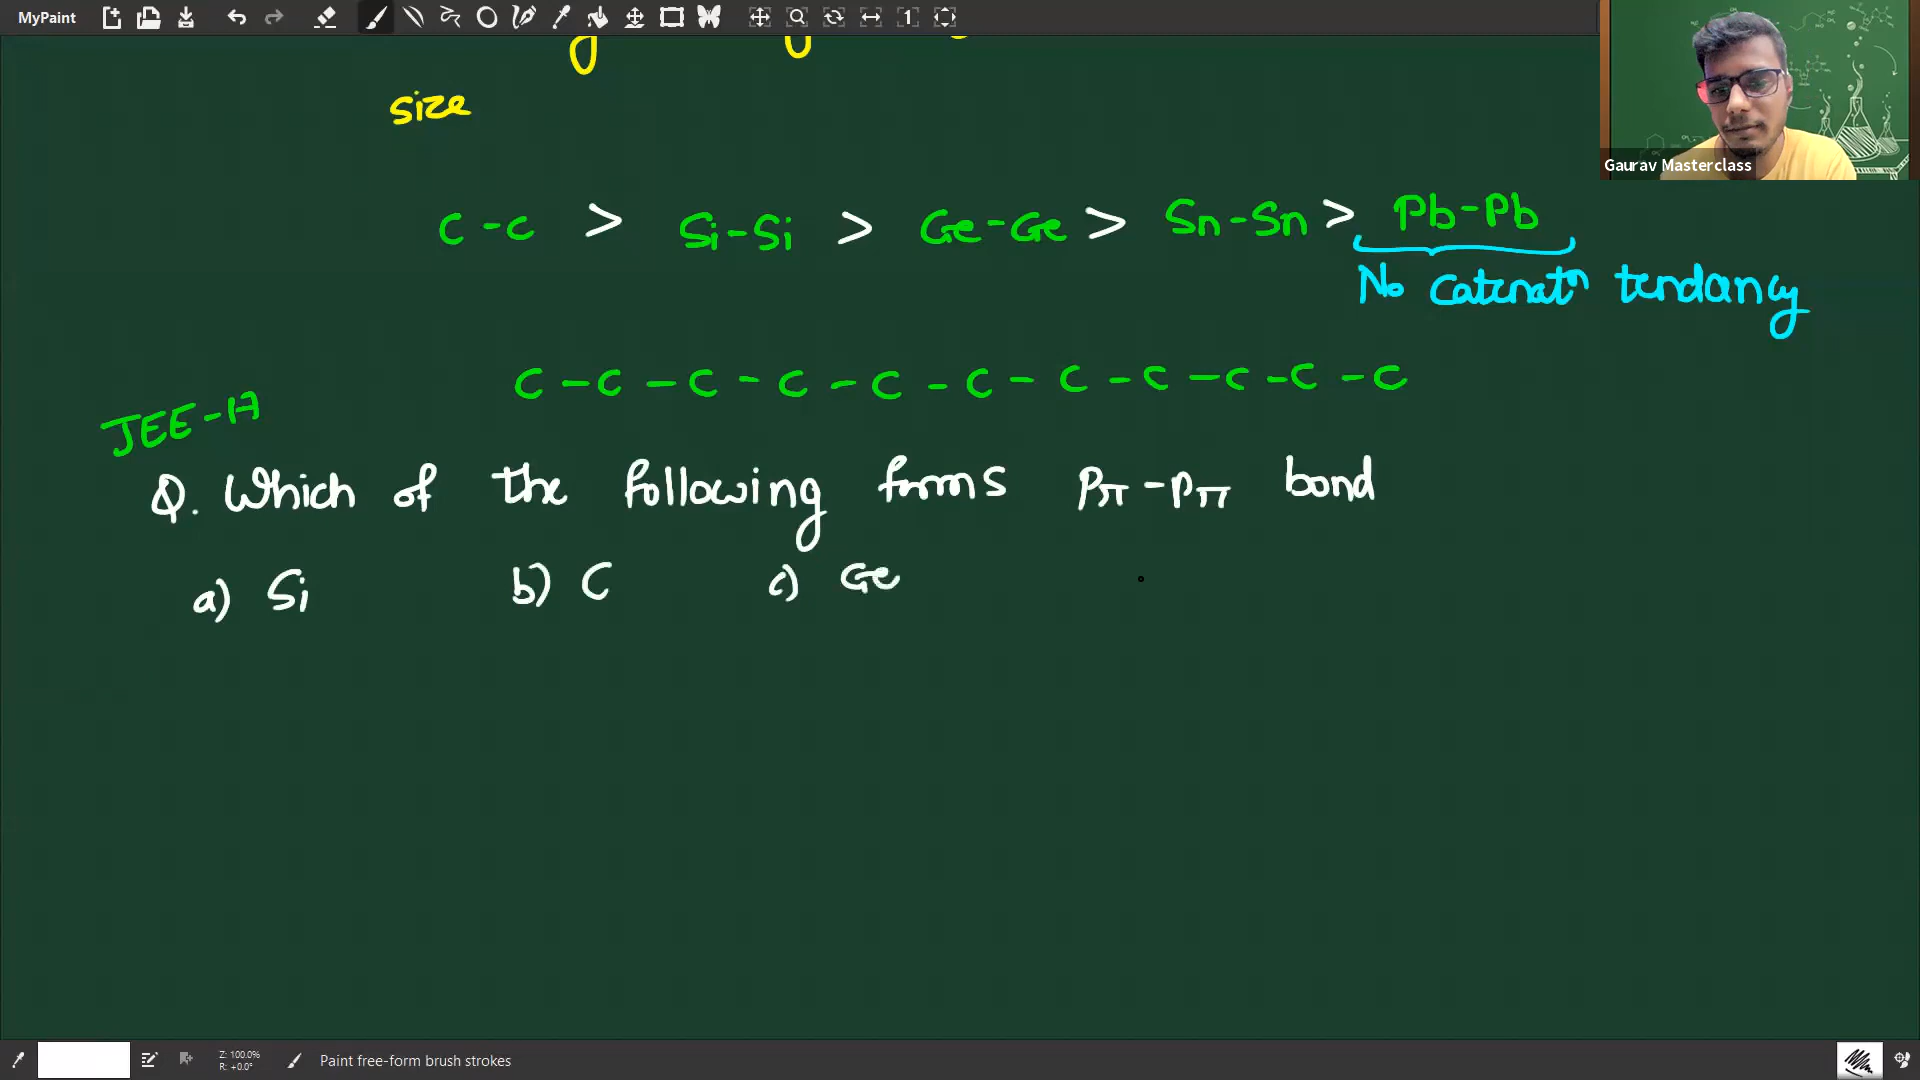 MyPaint
size
Gaurav Masterclass
C-C > Si-Si > Ge-Ge > Sn-Sn > Pb-Pb
No Catenatn tendancy
C-C-C-C-C-C-C-C-C-C-C
JEE-A
Q. Which of the following forms Pπ-Pπ bond
a) Si b) C c) Ge
Z: 100.0%
R: +0.0°
Paint free-form brush strokes